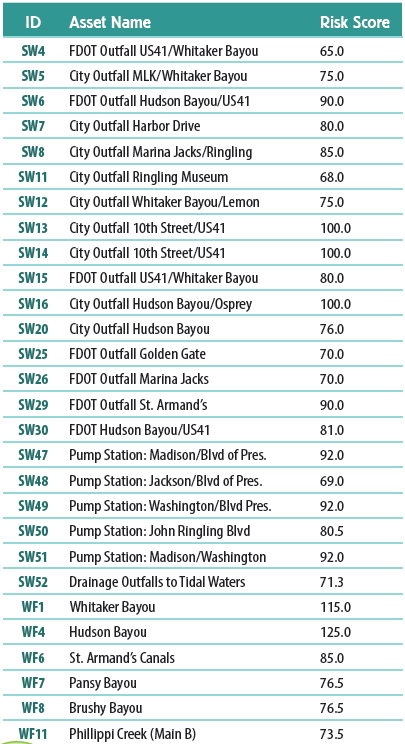 ID Asset Name Risk Score
SW4 FDOT Outfall US41/Whitaker Bayou 65.0
SW5 City Outfall MLK/Whitaker Bayou 75.0
SW6 FDOT Outfall Hudson Bayou/US41 90.0
SW7 City Outfall Harbor Drive 80.0
SW8 City Outfall Marina Jacks/Ringling 85.0
SW11 City Outfall Ringling Museum 68.0
SW12 City Outfall Whitaker Bayou/Lemon 75.0
SW13 City Outfall 10th Street/US41 100.0
SW14 City Outfall 10th Street/US41 100.0
SW15 FDOT Outfall US41/Whitaker Bayou 80.0
SW16 City Outfall Hudson Bayou/Osprey 100.0
SW20 City Outfall Hudson Bayou 76.0
SW25 FDOT Outfall Golden Gate 70.0
SW26 FDOT Outfall Marina Jacks 70.0
SW29 FDOT Outfall St. Armand's 90.0
SW30 FDOT Hudson Bayou/US41 81.0
SW47 Pump Station: Madison/Blvd of Pres. 92.0
SW48 Pump Station: Jackson/Blvd of Pres. 69.0
SW49 Pump Station: Washington/Blvd Pres. 92.0
SW50 Pump Station: John Ringling Blvd 80.5
SW51 Pump Station: Madison/Washington 92.0
SW52 Drainage Outfalls to Tidal Waters 71.3
WF1 Whitaker Bayou 115.0
WF4 Hudson Bayou 125.0
WF6 St. Armand's Canals 85.0
WF7 Pansy Bayou 76.5
WF8 Brushy Bayou 76.5
WF11 Phillippi Creek (Main B) 73.5